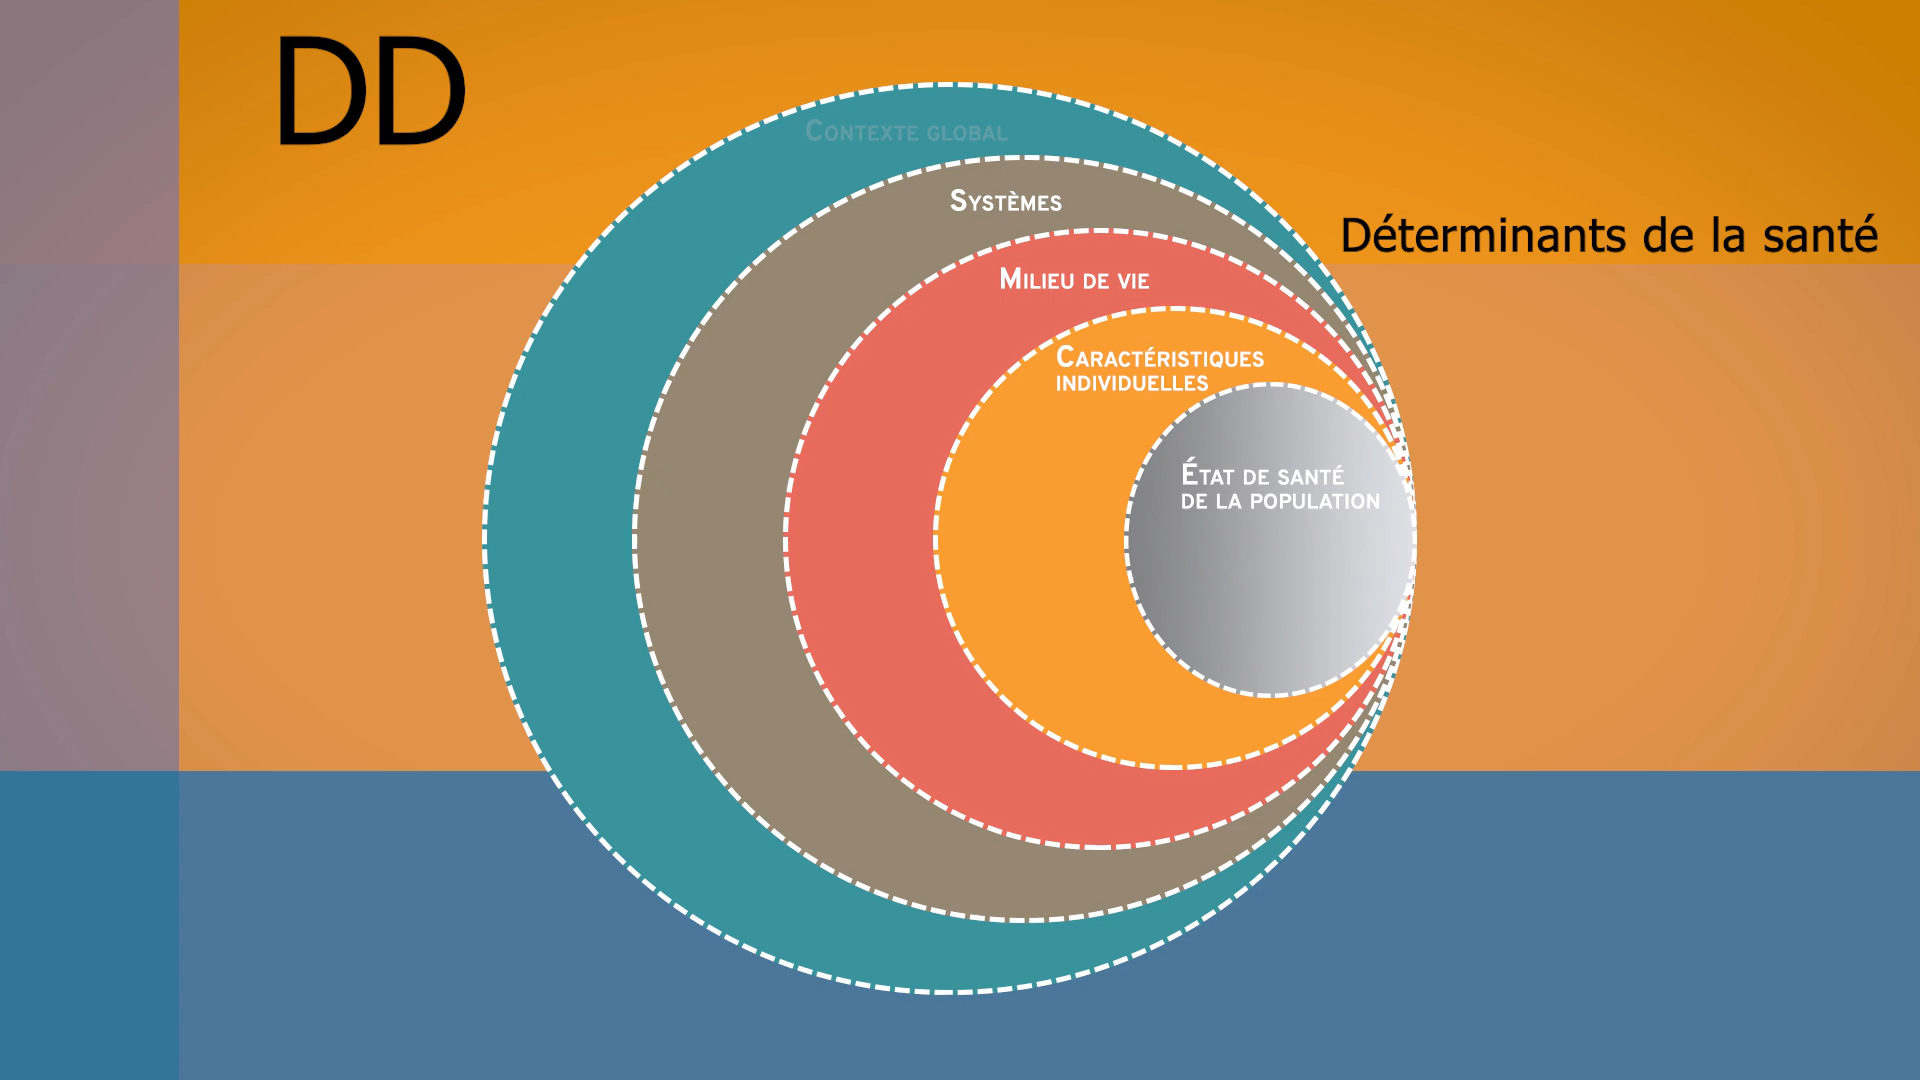 DD
Contexte global
Systèmes
Déterminants de la santé
Milieu de vie
Caractéristiques
individuelles
État de santé
de la population